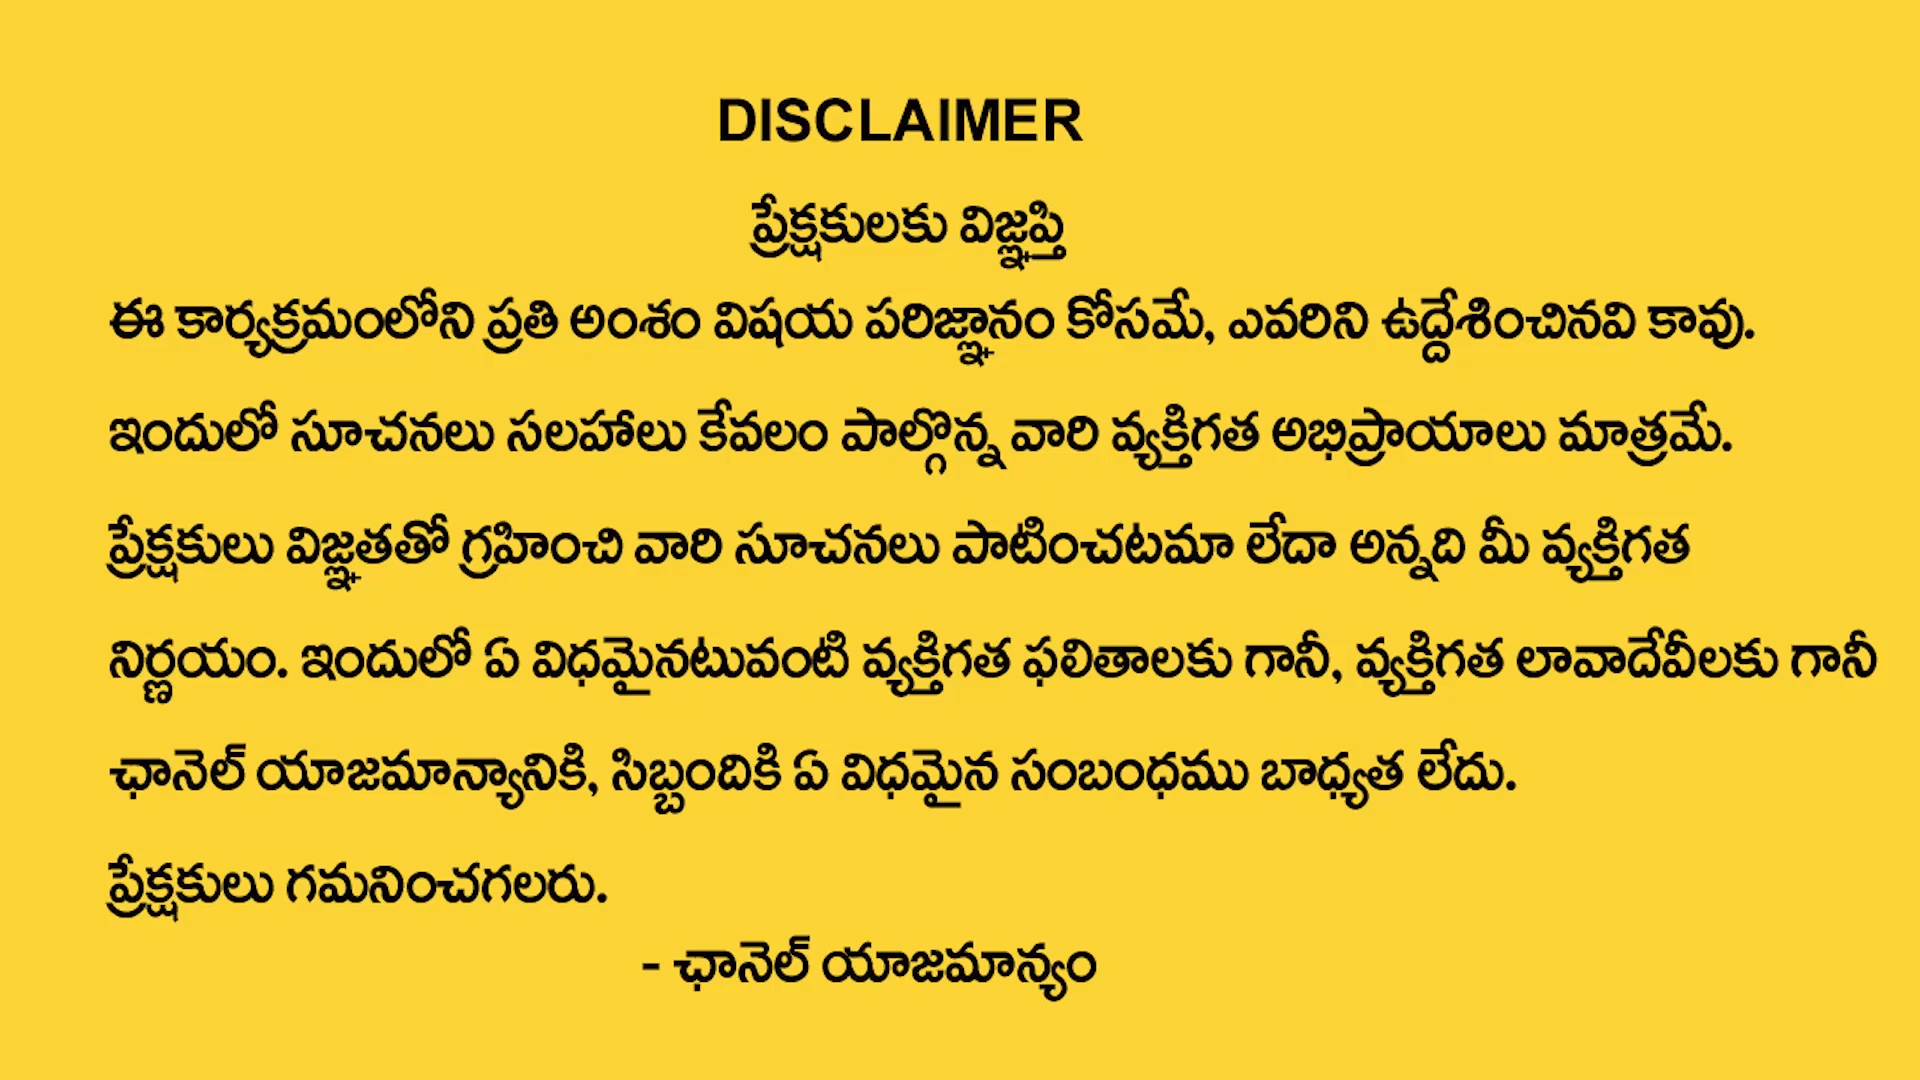 DISCLAIMER
ప్రేక్షకులకు విజ్ఞప్తి
ఈ కార్యక్రమంలోని ప్రతి అంశం విషయ పరిజ్ఞానం కోసమే, ఎవరిని ఉద్దేశించినవి కావు.
ఇందులో సూచనలు సలహాలు కేవలం పాల్గొన్న వారి వ్యక్తిగత అభిప్రాయాలు మాత్రమే.
ప్రేక్షకులు విజ్ఞతతో గ్రహించి వారి సూచనలు పాటించటమా లేదా అన్నది మీ వ్యక్తిగత
నిర్ణయం. ఇందులో ఏ విధమైనటువంటి వ్యక్తిగత ఫలితాలకు గానీ, వ్యక్తిగత లావాదేవీలకు గానీ
ఛానెల్ యాజమాన్యానికి, సిబ్బందికి ఏ విధమైన సంబంధము బాధ్యత లేదు.
ప్రేక్షకులు గమనించగలరు.
- ఛానెల్ యాజమాన్యం